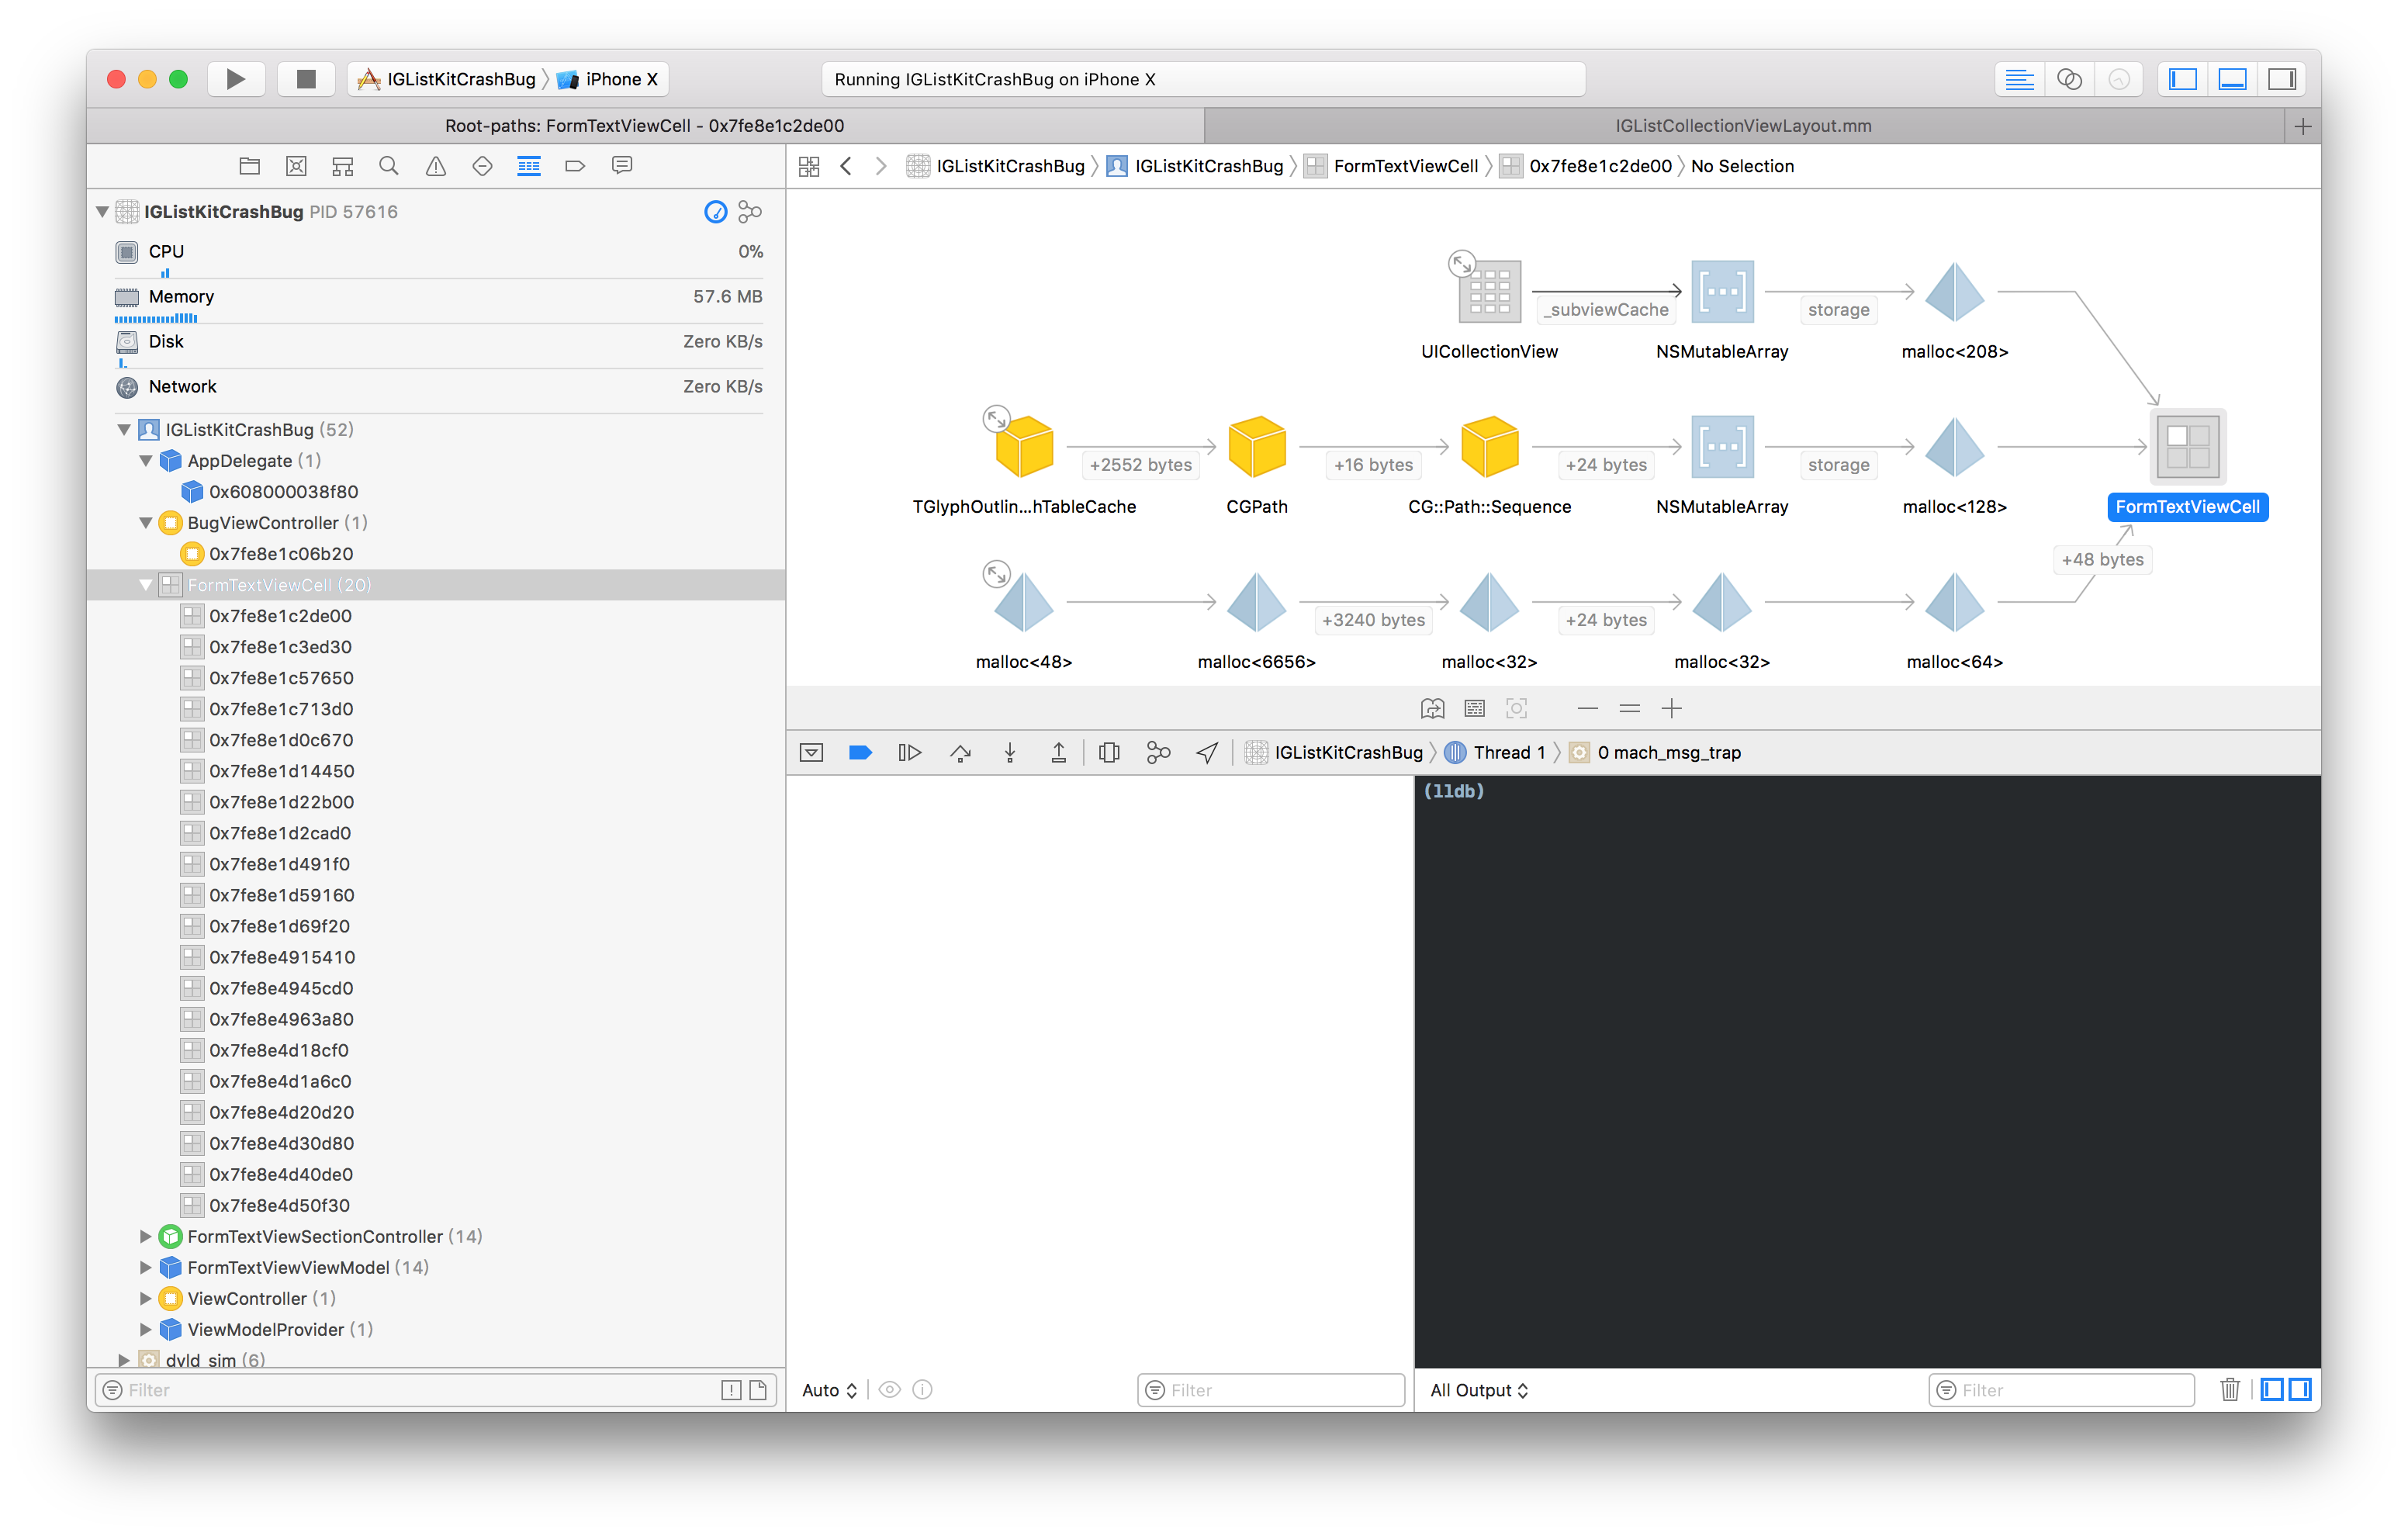 IGListKitCrashBug iPhone X
Running IGListKitCrashBug on iPhone X
Root-paths: FormTextViewCell - 0x7fe8e1c2de00
IGListCollectionViewLayout.mm
IGListKitCrashBug IGListKitCrashBug FormTextViewCell 0x7fe8e1c2de00 No Selection
IGListKitCrashBug PID 57616
CPU 0%
Memory 57.6 MB
Disk Zero KB/s
Network Zero KB/s
IGListKitCrashBug (52)
AppDelegate (1)
0x608000038f80
BugViewController (1)
0x7fe8e1c06b20
FormTextViewCell (20)
0x7fe8e1c2de00
0x7fe8e1c3ed30
0x7fe8e1c57650
0x7fe8e1c713d0
0x7fe8e1d0c670
0x7fe8e1d14450
0x7fe8e1d22b00
0x7fe8e1d2cad0
0x7fe8e1d491f0
0x7fe8e1d59160
0x7fe8e1d69f20
0x7fe8e4915410
0x7fe8e4945cd0
0x7fe8e4963a80
0x7fe8e4d18cf0
0x7fe8e4d1a6c0
0x7fe8e4d20d20
0x7fe8e4d30d80
0x7fe8e4d40de0
0x7fe8e4d50f30
FormTextViewSectionController (14)
FormTextViewViewModel (14)
ViewController (1)
ViewModelProvider (1)
dyld_sim (6)
Filter
_subviewCache storage
UICollectionView NSMutableArray malloc<208>
+2552 bytes +16 bytes +24 bytes storage
TGlyphOutlin...hTableCache CGPath CG::Path::Sequence NSMutableArray malloc<128> FormTextViewCell
+48 bytes
+3240 bytes +24 bytes
malloc<48> malloc<6656> malloc<32> malloc<32> malloc<64>
IGListKitCrashBug Thread 1 0 mach_msg_trap
(lldb)
Auto Filter
All Output Filter